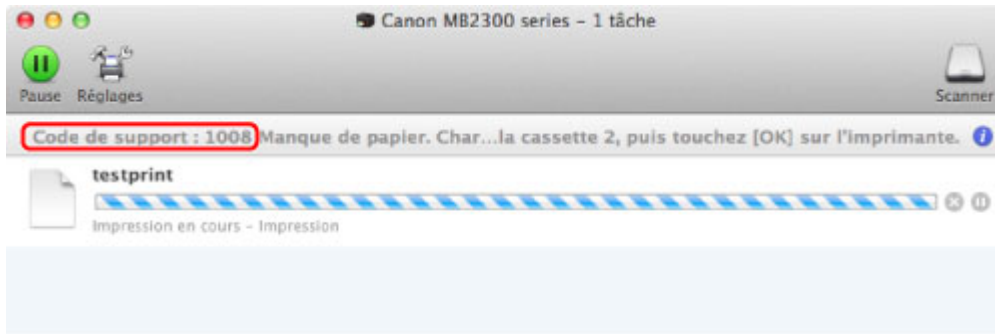 Canon MB2300 series – 1 tâche
Pause Réglages Scanner
Code de support : 1008 Manque de papier. Char...la cassette 2, puis touchez [OK] sur l'imprimante.
testprint
Impression en cours – Impression